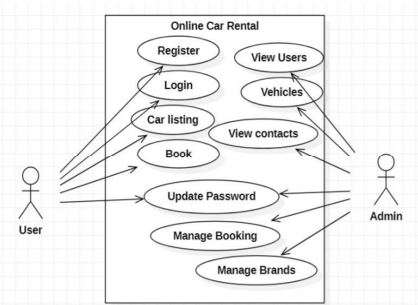 Online Car Rental
Register
View Users
Login
Vehicles
Car listing
View contacts
Book
Update Password
User
Admin
Manage Booking
Manage Brands